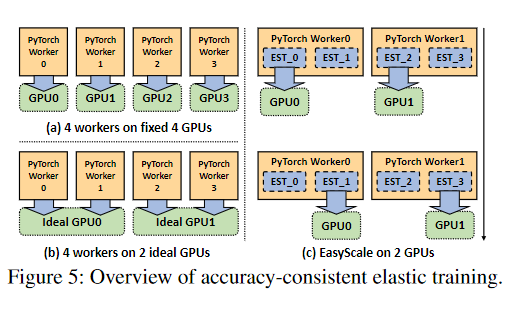 PyTorch Worker 0
PyTorch Worker 1
PyTorch Worker 2
PyTorch Worker 3
GPU0
GPU1
GPU2
GPU3
(a) 4 workers on fixed 4 GPUs
PyTorch Worker 0
PyTorch Worker 1
PyTorch Worker 2
PyTorch Worker 3
Ideal GPU0
Ideal GPU1
(b) 4 workers on 2 ideal GPUs
PyTorch Worker0
PyTorch Worker1
EST_0
EST_1
EST_2
EST_3
GPU0
GPU1
PyTorch Worker0
PyTorch Worker1
EST_0
EST_1
EST_2
EST_3
GPU0
GPU1
(c) EasyScale on 2 GPUs
Figure 5: Overview of accuracy-consistent elastic training.